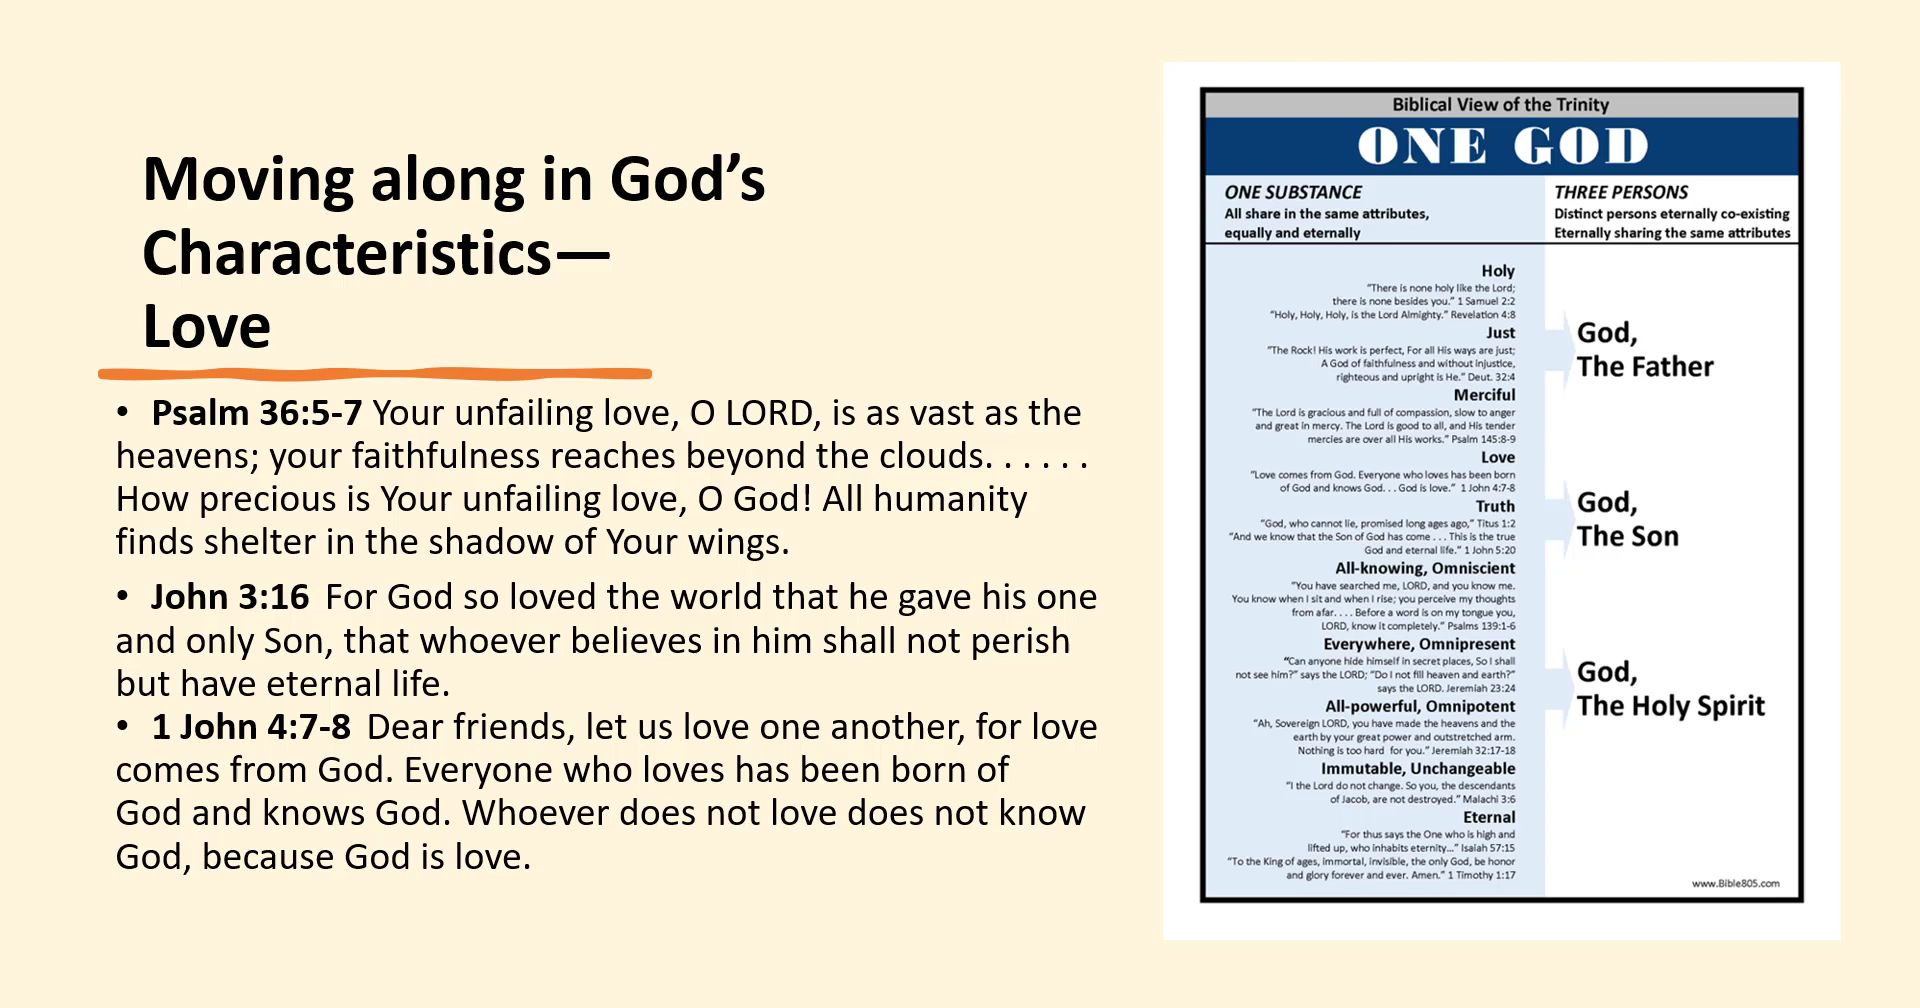 Moving along in God’s
Characteristics—
Love
• Psalm 36:5-7 Your unfailing love, O LORD, is as vast as the
heavens; your faithfulness reaches beyond the clouds. . . . . .
How precious is Your unfailing love, O God! All humanity
finds shelter in the shadow of Your wings.
• John 3:16 For God so loved the world that he gave his one
and only Son, that whoever believes in him shall not perish
but have eternal life.
• 1 John 4:7-8 Dear friends, let us love one another, for love
comes from God. Everyone who loves has been born of
God and knows God. Whoever does not love does not know
God, because God is love.
Biblical View of the Trinity
ONE GOD
ONE SUBSTANCE
All share in the same attributes,
equally and eternally
THREE PERSONS
Distinct persons eternally co-existing
Eternally sharing the same attributes
Holy
“There is none holy like the Lord;
there is none besides you.” 1 Samuel 2:2
“Holy, Holy, Holy, is the Lord Almighty.” Revelation 4:8
Just
“The Rock! His work is perfect, For all His ways are just;
A God of faithfulness and without injustice,
righteous and upright is He.” Deut. 32:4
Merciful
“The Lord is gracious and full of compassion, slow to anger
and great in mercy. The Lord is good to all, and His tender
mercies are over all His works.” Psalm 145:8-9
Love
“Love comes from God. Everyone who loves has been born
of God and knows God. . . God is love.” 1 John 4:7-8
Truth
“God, who cannot lie, promised long ages ago,” Titus 1:2
“And we know that the Son of God has come . . . This is the true
God and eternal life.” 1 John 5:20
All-knowing, Omniscient
“You have searched me, LORD, and you know me.
You know when I sit and when I rise; you perceive my thoughts
from afar. . . . Before a word is on my tongue you,
LORD, know it completely.” Psalms 139:1-6
Everywhere, Omnipresent
“Can anyone hide himself in secret places, So I shall
not see him?” says the LORD; “Do I not fill heaven and earth?”
says the LORD. Jeremiah 23:24
All-powerful, Omnipotent
“Ah, Sovereign LORD, you have made the heavens and the
earth by your great power and outstretched arm.
Nothing is too hard for you.” Jeremiah 32:17-18
Immutable, Unchangeable
“I the Lord do not change. So you, the descendants
of Jacob, are not destroyed.” Malachi 3:6
Eternal
“For thus says the One who is high and
lifted up, who inhabits eternity...” Isaiah 57:15
“To the King of ages, immortal, invisible, the only God, be honor
and glory forever and ever. Amen.” 1 Timothy 1:17
God,
The Father
God,
The Son
God,
The Holy Spirit
www.Bible805.com